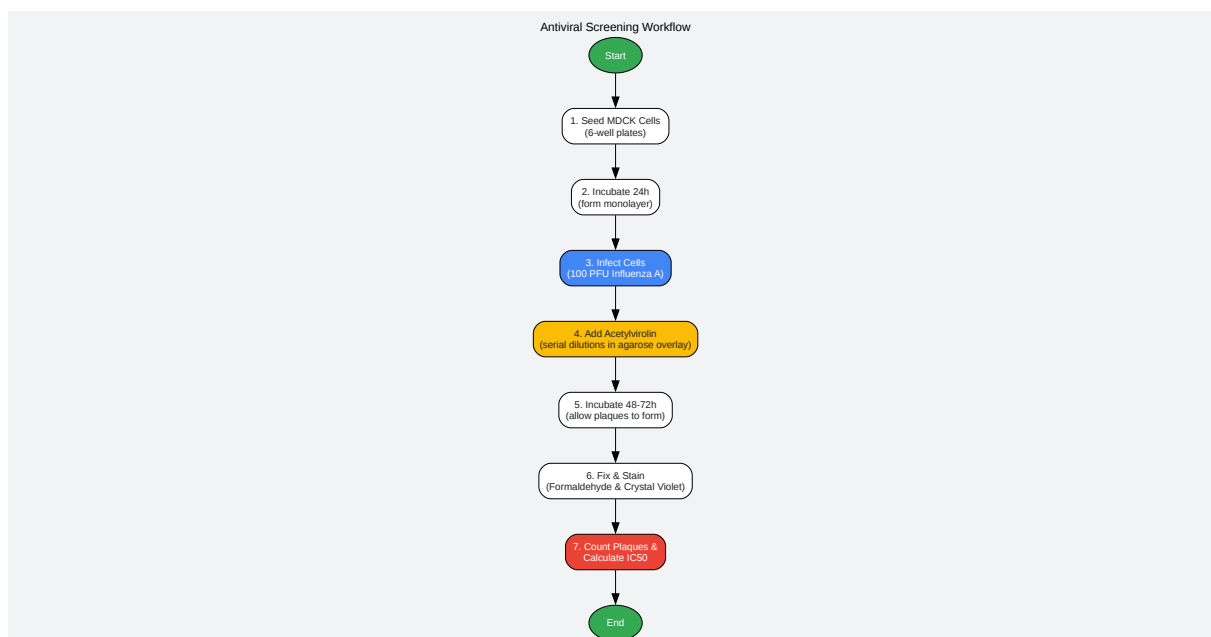 Antiviral Screening Workflow
Start
1. Seed MDCK Cells
(6-well plates)
2. Incubate 24h
(form monolayer)
3. Infect Cells
(100 PFU Influenza A)
4. Add Acetylvirolin
(serial dilutions in agarose overlay)
5. Incubate 48-72h
(allow plaques to form)
6. Fix & Stain
(Formaldehyde & Crystal Violet)
7. Count Plaques &
Calculate IC50
End